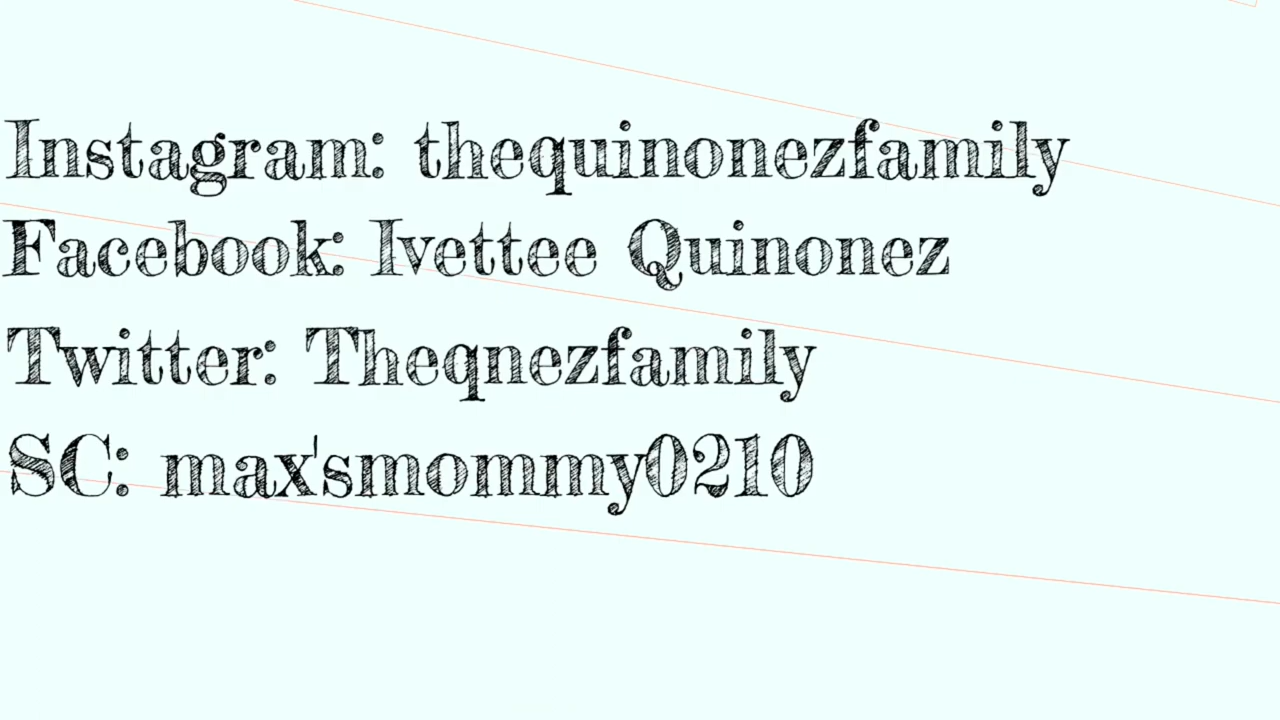 Instagram: thequinonezfamily
Facebook: Ivettee Quinonez
Twitter: Theqnezfamily
SC: max'smommy0210